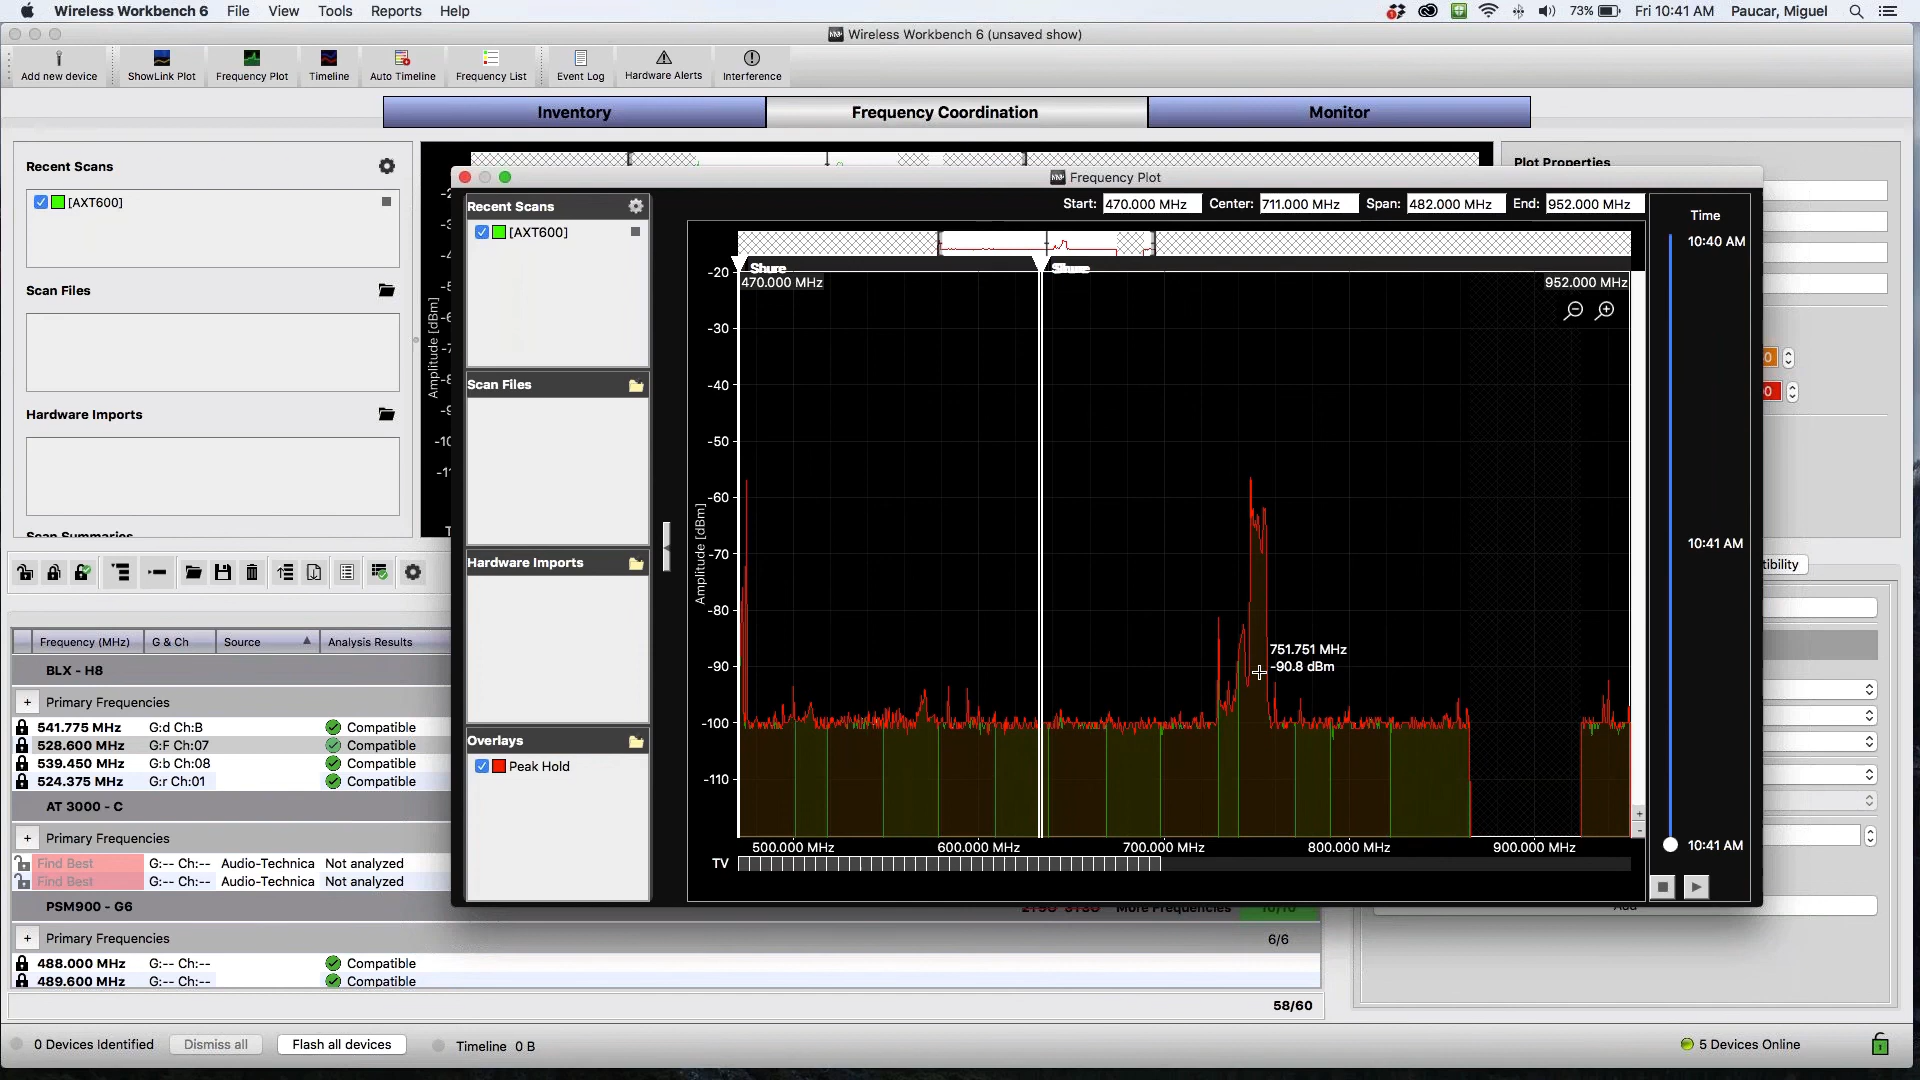 Wireless Workbench 6 File View Tools Reports Help
73% Fri 10:41 AM Paucar, Miguel
Wireless Workbench 6 (unsaved show)
Add new device ShowLink Plot Frequency Plot Timeline Auto Timeline Frequency List Event Log Hardware Alerts Interference
Inventory Frequency Coordination Monitor
Recent Scans
[AXT600]
Scan Files
Hardware Imports
Plot Properties
Amplitude [dBm]
Frequency Plot
Recent Scans
[AXT600]
Scan Files
Hardware Imports
Overlays
Peak Hold
Start: 470.000 MHz Center: 711.000 MHz Span: 482.000 MHz End: 952.000 MHz
Shure Shure
470.000 MHz 952.000 MHz
-20
-30
-40
-50
-60
-70
-80
-90
-100
-110
Amplitude [dBm]
751.751 MHz
-90.8 dBm
500.000 MHz 600.000 MHz 700.000 MHz 800.000 MHz 900.000 MHz
TV
Time
10:40 AM
10:41 AM
10:41 AM
Frequency (MHz) G & Ch Source Analysis Results
BLX - H8
+ Primary Frequencies
541.775 MHz G:d Ch:B Compatible
528.600 MHz G:F Ch:07 Compatible
539.450 MHz G:b Ch:08 Compatible
524.375 MHz G:r Ch:01 Compatible
AT 3000 - C
+ Primary Frequencies
Find Best G:-- Ch:-- Audio-Technica Not analyzed
Find Best G:-- Ch:-- Audio-Technica Not analyzed
PSM900 - G6
More Frequencies
+ Primary Frequencies 6/6
488.000 MHz G:-- Ch:-- Compatible
489.600 MHz G:-- Ch:-- Compatible
58/60
0 Devices Identified Dismiss all Flash all devices Timeline 0 B 5 Devices Online